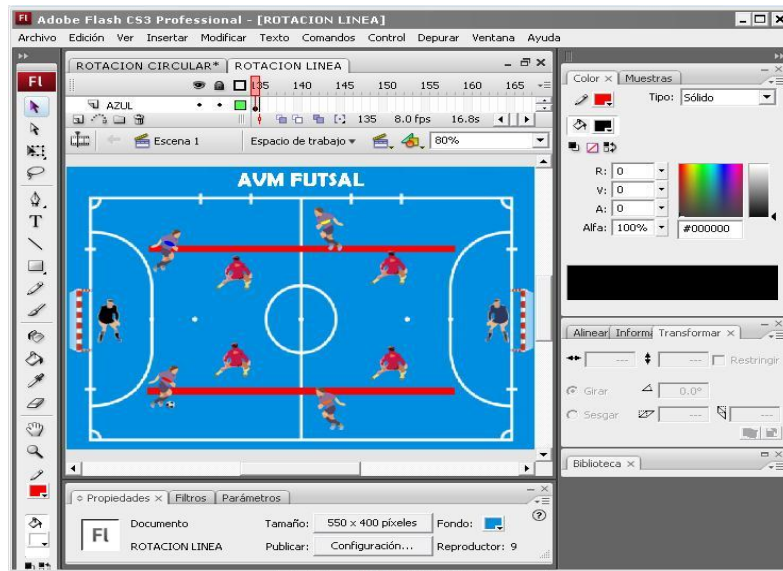 Adobe Flash CS3 Professional - [ROTACION LINEA]
Archivo Edición Ver Insertar Modificar Texto Comandos Control Depurar Ventana Ayuda
ROTACION CIRCULAR* ROTACION LINEA
135 140 145 150 155 160 165
AZUL
135 8.0 fps 16.8s
Escena 1 Espacio de trabajo 80%
AVM FUTSAL
Fl
T
Propiedades × Filtros Parámetros
Fl
Documento Tamaño: 550 x 400 píxeles Fondo:
ROTACION LINEA Publicar: Configuración... Reproductor: 9
Color × Muestras
Tipo: Sólido
R: 0
V: 0
A: 0
Alfa: 100% #000000
Alinear Informa Transformar ×
--- --- Restringir
Girar 0.0°
Sesgar --- ---
Biblioteca ×